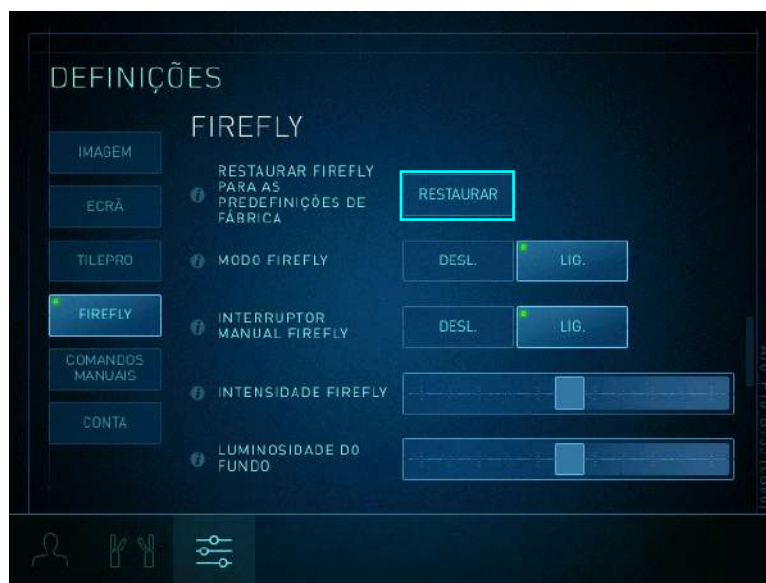 DEFINIÇÕES
FIREFLY
IMAGEM
ECRÃ
TILEPRO
FIREFLY
COMANDOS
MANUAIS
CONTA
RESTAURAR FIREFLY
PARA AS
PREDEFINIÇÕES DE
FÁBRICA
RESTAURAR
MODO FIREFLY
DESL.
LIG.
INTERRUPTOR
MANUAL FIREFLY
DESL.
LIG.
INTENSIDADE FIREFLY
LUMINOSIDADE DO
FUNDO